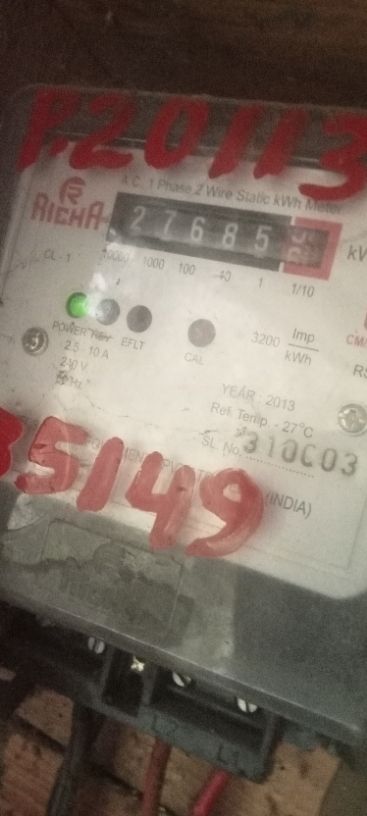 P.20113
A.C. 1 Phase 2 Wire Static kWh Meter
RICHA
27685
CL - 1
10000 1000 100 10 1 1/10
POWER REV EFLT
CAL
3200 Imp/kWh
2.5 - 10 A
240 V
YEAR : 2013
Ref. Temp. - 27°C
SL. No. 310C03
35149
(INDIA)
L2 L1